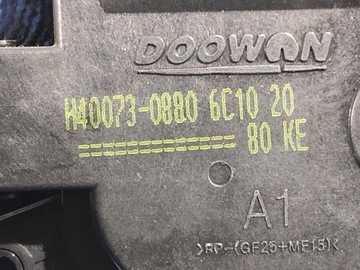 DOOWON
H40073-0880 6C10 20
============ 80 KE
A1
>PP-(GF25+MF15)<